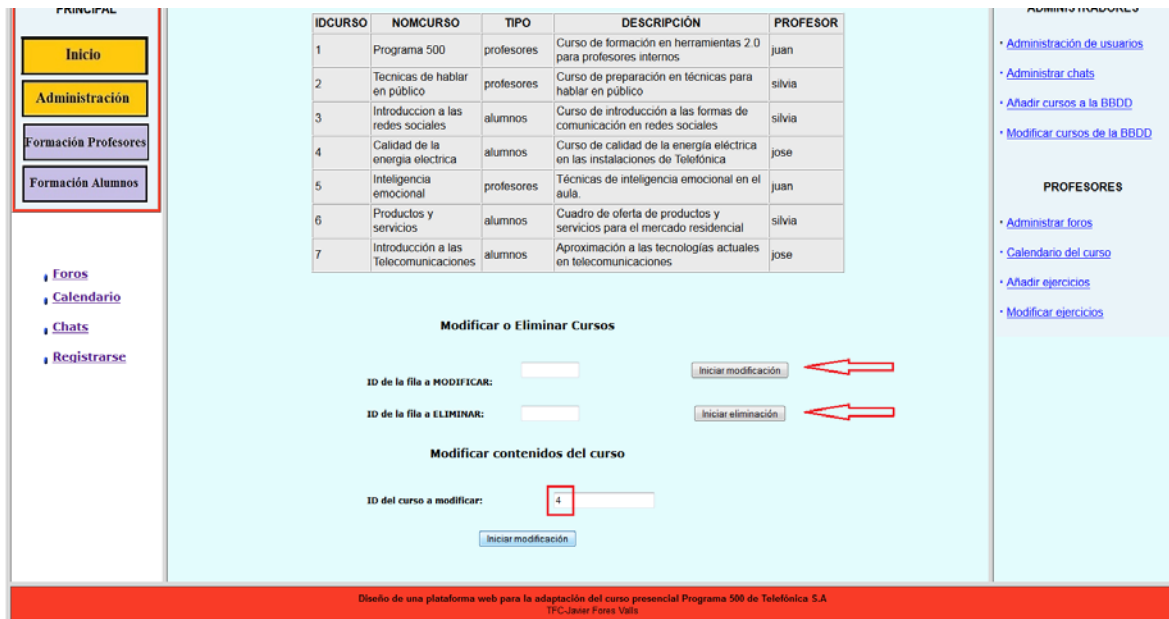 PRINCIPAL
Inicio
Administración
Formación Profesores
Formación Alumnos
Foros
Calendario
Chats
Registrarse
IDCURSO NOMCURSO TIPO DESCRIPCIÓN PROFESOR
1 Programa 500 profesores Curso de formación en herramientas 2.0 para profesores internos juan
2 Tecnicas de hablar en público profesores Curso de preparación en técnicas para hablar en público silvia
3 Introduccion a las redes sociales alumnos Curso de introducción a las formas de comunicación en redes sociales silvia
4 Calidad de la energia electrica alumnos Curso de calidad de la energía eléctrica en las instalaciones de Telefónica jose
5 Inteligencia emocional profesores Técnicas de inteligencia emocional en el aula. juan
6 Productos y servicios alumnos Cuadro de oferta de productos y servicios para el mercado residencial silvia
7 Introducción a las Telecomunicaciones alumnos Aproximación a las tecnologías actuales en telecomunicaciones jose
Modificar o Eliminar Cursos
ID de la fila a MODIFICAR: Iniciar modificación
ID de la fila a ELIMINAR: Iniciar eliminación
Modificar contenidos del curso
ID del curso a modificar: 4
Iniciar modificación
ADMINISTRADORES
Administración de usuarios
Administrar chats
Añadir cursos a la BBDD
Modificar cursos de la BBDD
PROFESORES
Administrar foros
Calendario del curso
Añadir ejercicios
Modificar ejercicios
Diseño de una plataforma web para la adaptación del curso presencial Programa 500 de Telefónica S.A
TFC-Javier Fores Valls